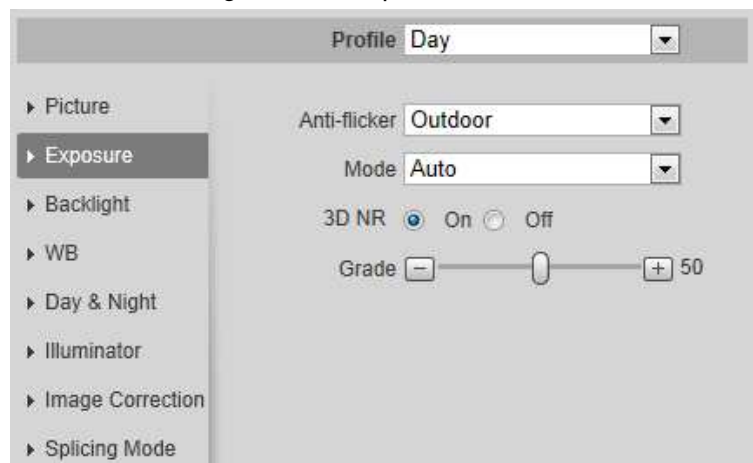 Profile Day
Picture
Exposure
Backlight
WB
Day & Night
Illuminator
Image Correction
Splicing Mode
Anti-flicker Outdoor
Mode Auto
3D NR On Off
Grade 50